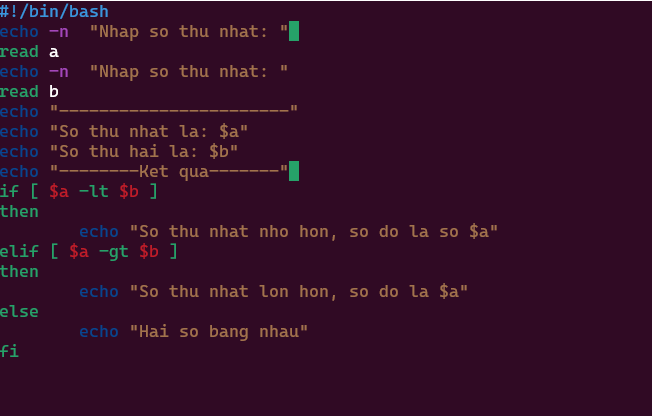 #!/bin/bash
echo -n  "Nhap so thu nhat: "
read a
echo -n  "Nhap so thu nhat: "
read b
echo "-----------------------"
echo "So thu nhat la: $a"
echo "So thu hai la: $b"
echo "--------Ket qua-------"
if [ $a -lt $b ]
then
        echo "So thu nhat nho hon, so do la so $a"
elif [ $a -gt $b ]
then
        echo "So thu nhat lon hon, so do la $a"
else
        echo "Hai so bang nhau"
fi